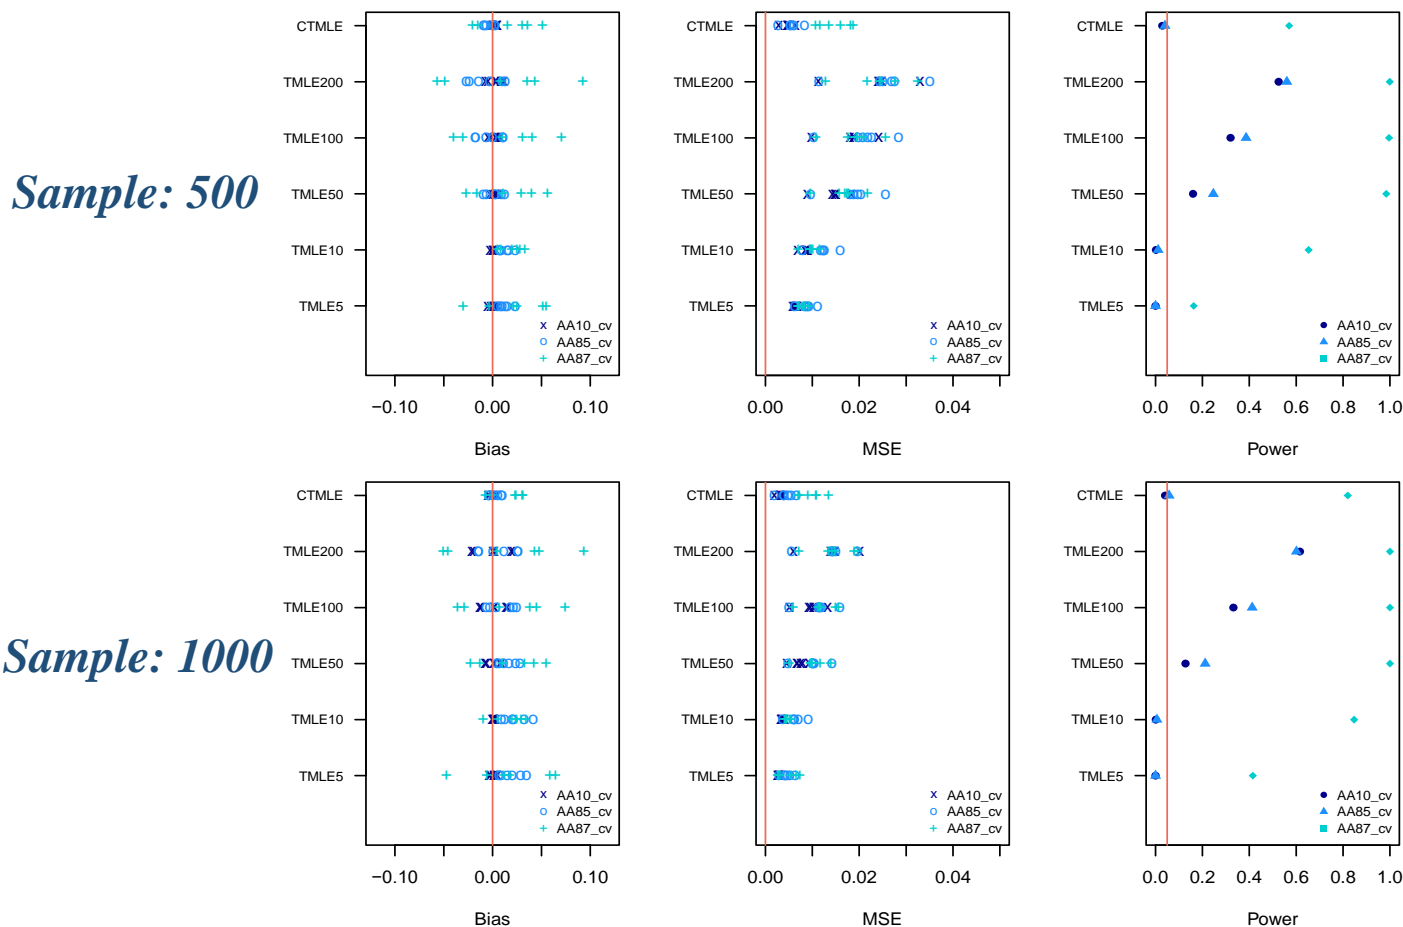 Sample: 500
CTMLE
TMLE200
TMLE100
TMLE50
TMLE10
TMLE5
x AA10_cv
o AA85_cv
+ AA87_cv
−0.10 0.00 0.10
Bias
CTMLE
TMLE200
TMLE100
TMLE50
TMLE10
TMLE5
x AA10_cv
o AA85_cv
+ AA87_cv
0.00 0.02 0.04
MSE
CTMLE
TMLE200
TMLE100
TMLE50
TMLE10
TMLE5
AA10_cv
AA85_cv
AA87_cv
0.0 0.2 0.4 0.6 0.8 1.0
Power
Sample: 1000
CTMLE
TMLE200
TMLE100
TMLE50
TMLE10
TMLE5
x AA10_cv
o AA85_cv
+ AA87_cv
−0.10 0.00 0.10
Bias
CTMLE
TMLE200
TMLE100
TMLE50
TMLE10
TMLE5
x AA10_cv
o AA85_cv
+ AA87_cv
0.00 0.02 0.04
MSE
CTMLE
TMLE200
TMLE100
TMLE50
TMLE10
TMLE5
AA10_cv
AA85_cv
AA87_cv
0.0 0.2 0.4 0.6 0.8 1.0
Power